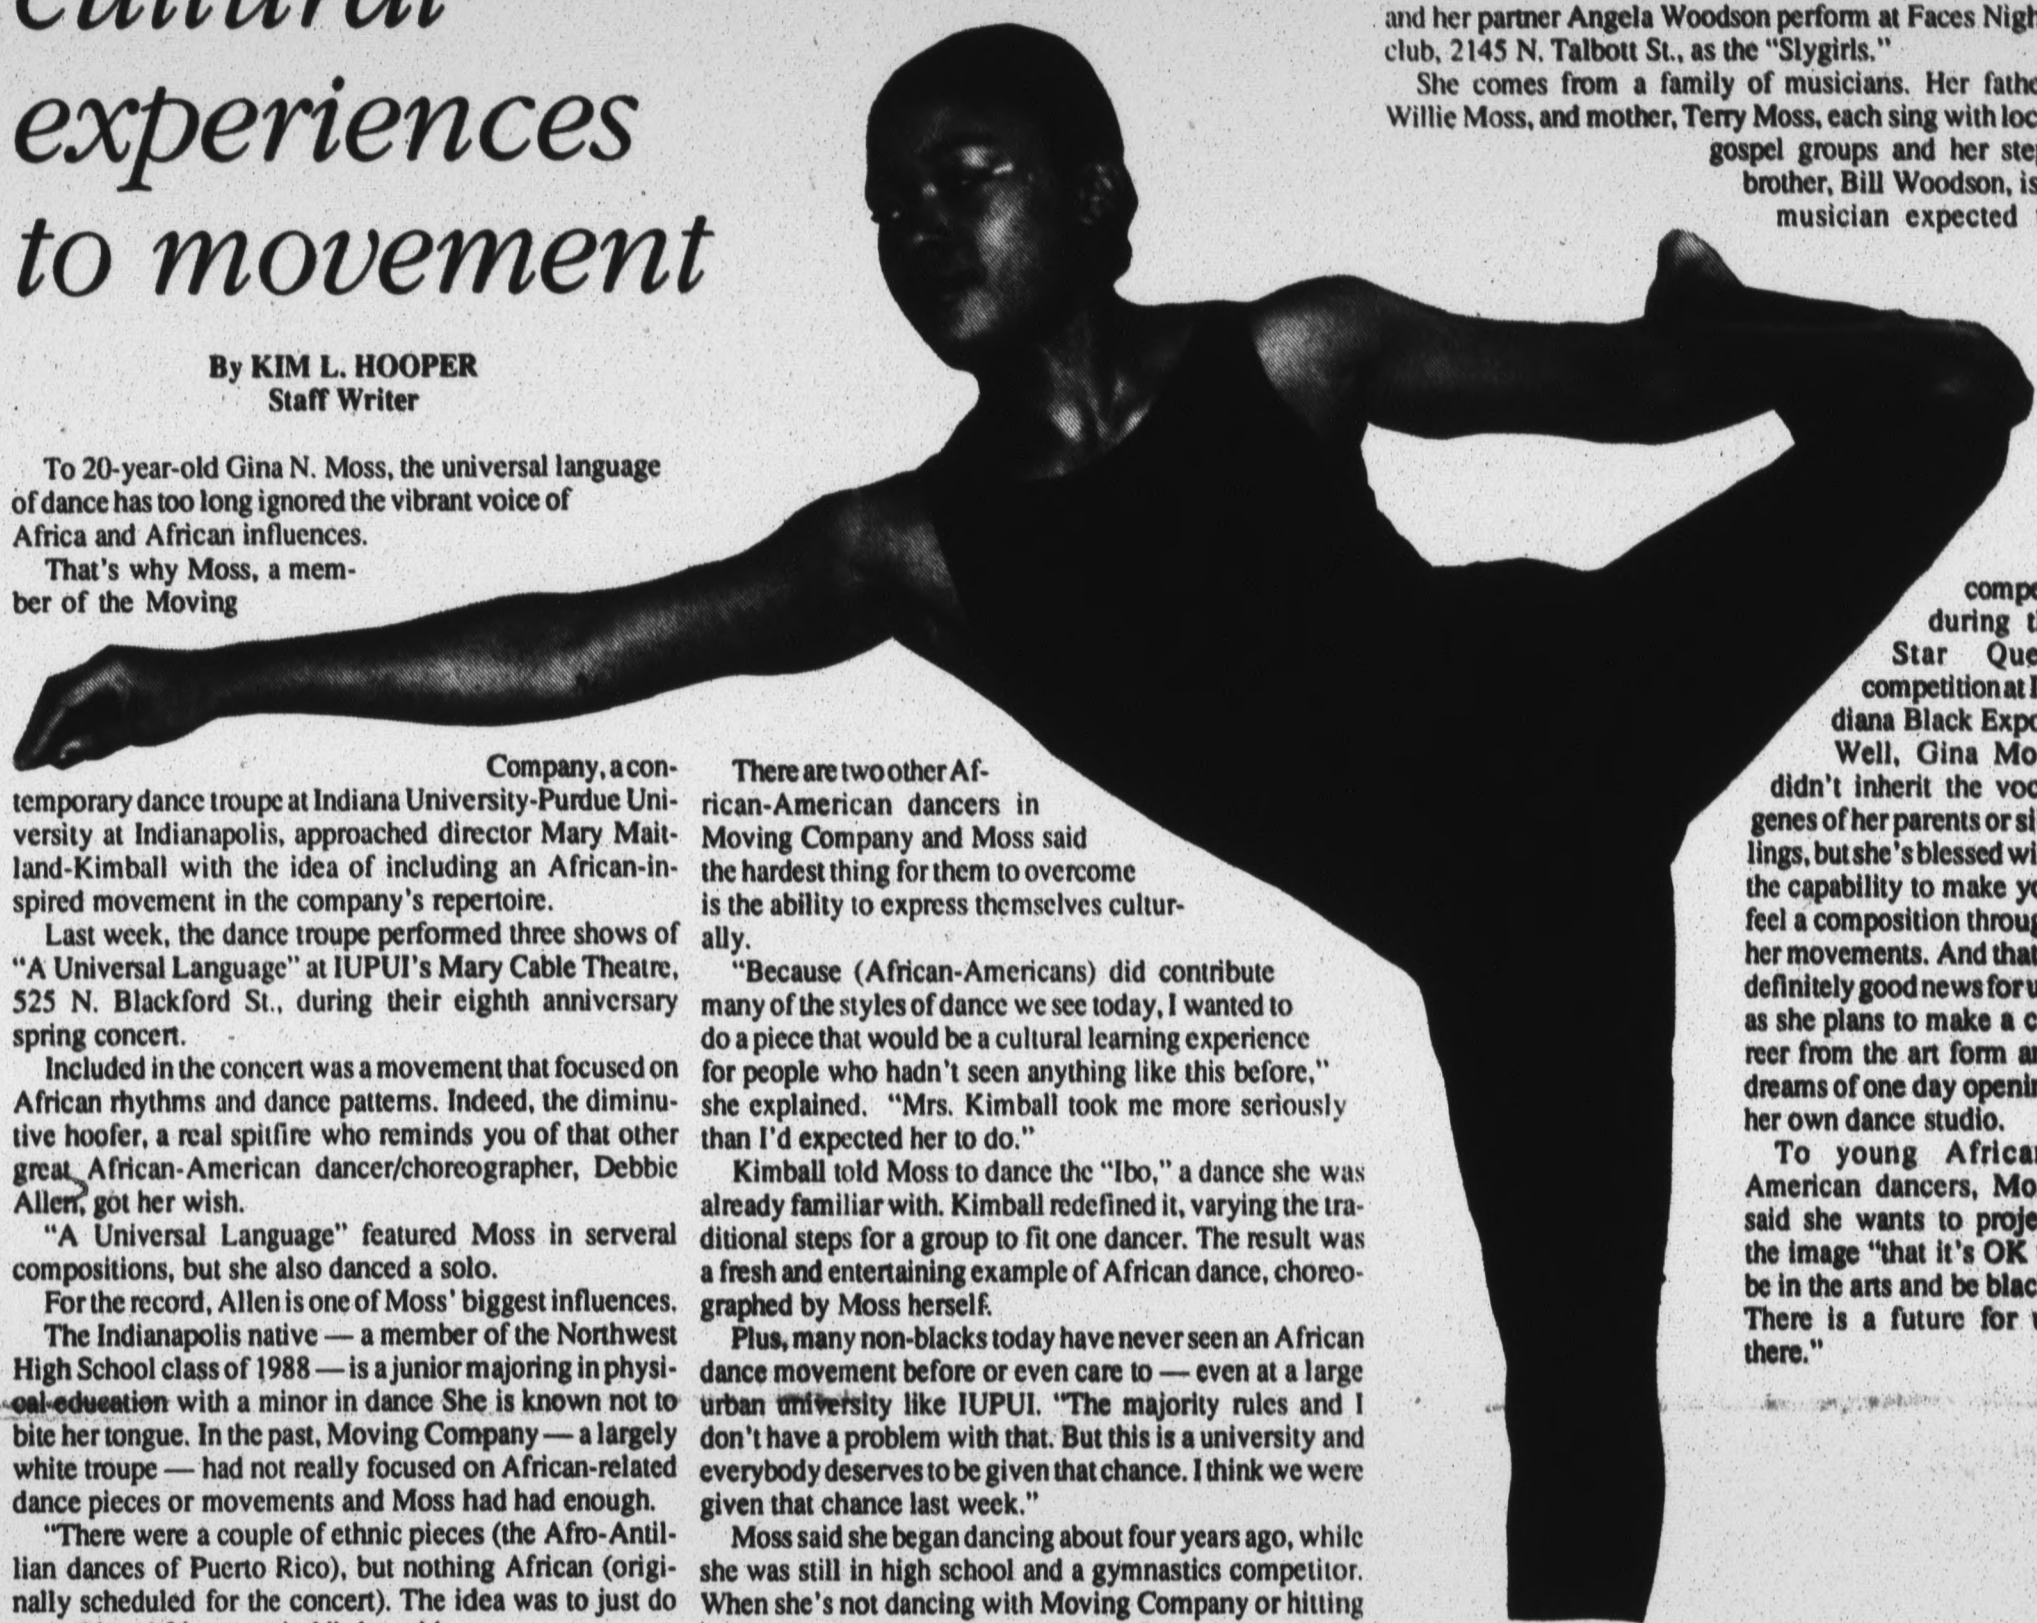 cultural
experiences
to movement
By KIM L. HOOPER
Staff Writer
To 20-year-old Gina N. Moss, the universal language
of dance has too long ignored the vibrant voice of
Africa and African influences.
That's why Moss, a mem-
ber of the Moving
Company, a con-
temporary dance troupe at Indiana University-Purdue Uni-
versity at Indianapolis, approached director Mary Mait-
land-Kimball with the idea of including an African-in-
spired movement in the company's repertoire.
Last week, the dance troupe performed three shows of
"A Universal Language" at IUPUI's Mary Cable Theatre,
525 N. Blackford St., during their eighth anniversary
spring concert.
Included in the concert was a movement that focused on
African rhythms and dance patterns. Indeed, the diminu-
tive hoofer, a real spitfire who reminds you of that other
great African-American dancer/choreographer, Debbie
Allen, got her wish.
"A Universal Language" featured Moss in serveral
compositions, but she also danced a solo.
For the record, Allen is one of Moss' biggest influences.
The Indianapolis native — a member of the Northwest
High School class of 1988 — is a junior majoring in physi-
cal education with a minor in dance She is known not to
bite her tongue. In the past, Moving Company — a largely
white troupe — had not really focused on African-related
dance pieces or movements and Moss had had enough.
"There were a couple of ethnic pieces (the Afro-Antil-
lian dances of Puerto Rico), but nothing African (origi-
nally scheduled for the concert). The idea was to just do
There are two other Af-
rican-American dancers in
Moving Company and Moss said
the hardest thing for them to overcome
is the ability to express themselves cultur-
ally.
"Because (African-Americans) did contribute
many of the styles of dance we see today, I wanted to
do a piece that would be a cultural learning experience
for people who hadn't seen anything like this before,"
she explained. "Mrs. Kimball took me more seriously
than I'd expected her to do."
Kimball told Moss to dance the "Ibo," a dance she was
already familiar with. Kimball redefined it, varying the tra-
ditional steps for a group to fit one dancer. The result was
a fresh and entertaining example of African dance, choreo-
graphed by Moss herself.
Plus, many non-blacks today have never seen an African
dance movement before or even care to — even at a large
urban university like IUPUI. "The majority rules and I
don't have a problem with that. But this is a university and
everybody deserves to be given that chance. I think we were
given that chance last week."
Moss said she began dancing about four years ago, while
she was still in high school and a gymnastics competitor.
When she's not dancing with Moving Company or hitting
and her partner Angela Woodson perform at Faces Nigh
club, 2145 N. Talbott St., as the "Slygirls."
She comes from a family of musicians. Her fathe
Willie Moss, and mother, Terry Moss, each sing with loc
gospel groups and her step
brother, Bill Woodson, is
musician expected
compe
during t
Star Que
competition at I
diana Black Expo
Well, Gina Mo
didn't inherit the voc
genes of her parents or si
lings, but she's blessed wi
the capability to make yo
feel a composition throug
her movements. And that
definitely good news for u
as she plans to make a c
reer from the art form an
dreams of one day openi
her own dance studio.
To young Africa
American dancers, Mo
said she wants to proje
the image "that it's OK
be in the arts and be blac
There is a future for u
there."